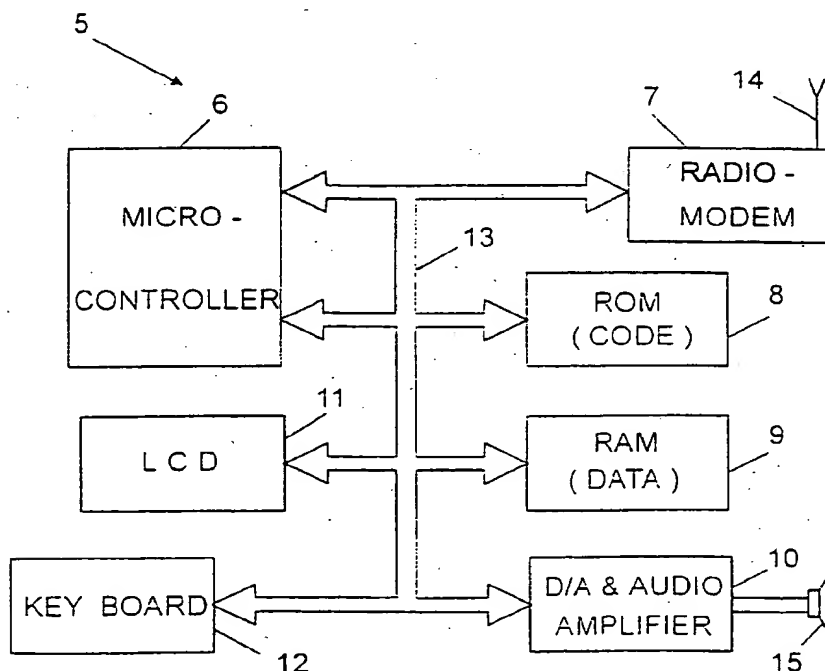 5
6
7
14
MICRO -
CONTROLLER
RADIO -
MODEM
13
ROM
( CODE )
8
11
LCD
RAM
( DATA )
9
KEY BOARD
12
D/A & AUDIO
AMPLIFIER
10
15